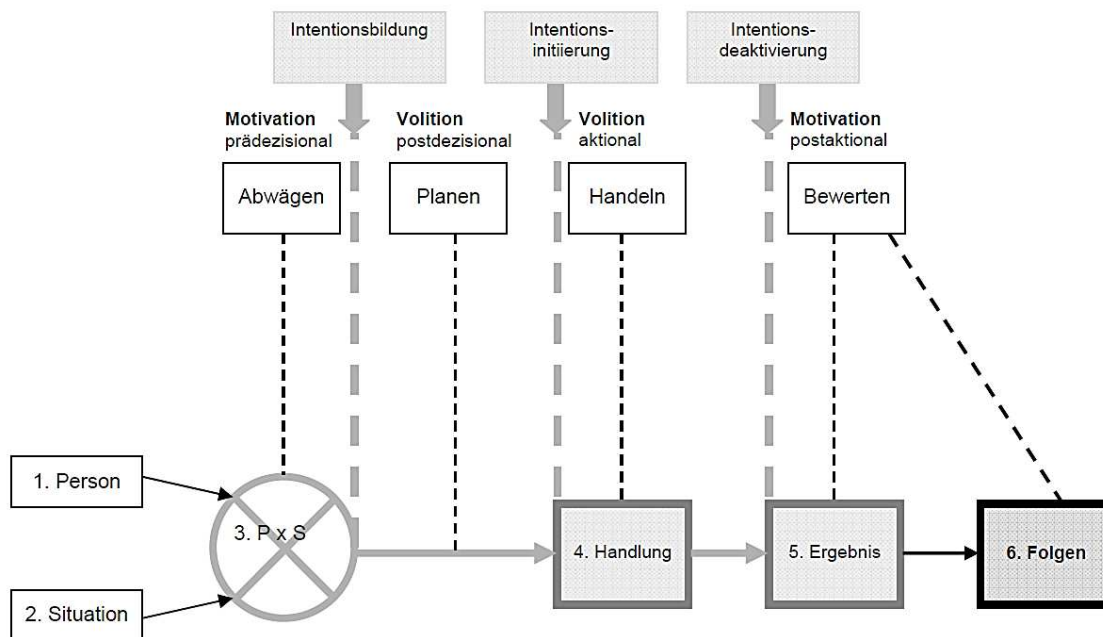 Intentionsbildung
Intentions-
initiierung
Intentions-
deaktivierung
Motivation
prädezisional
Volition
postdezisional
Volition
aktional
Motivation
postaktional
Abwägen
Planen
Handeln
Bewerten
1. Person
3. P x S
4. Handlung
5. Ergebnis
6. Folgen
2. Situation